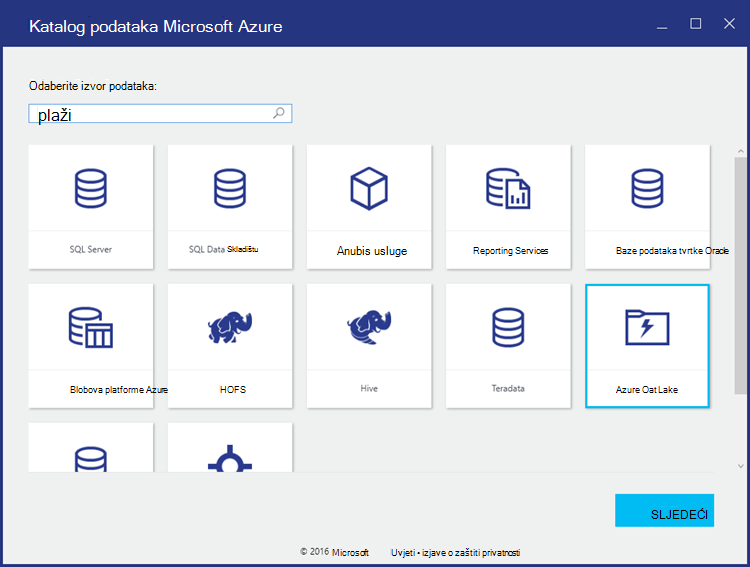 Katalog podataka Microsoft Azure
Odaberite izvor podataka:
plaži
SQL Server
SQL Data Skladištu
Anubis usluge
Reporting Services
Baze podataka tvrtke Oracle
Blobova platforme Azure
HOFS
Hive
Teradata
Azure Oat Lake
SLJEDEĆI
© 2016 Microsoft
Uvjeti • izjave o zaštiti privatnosti